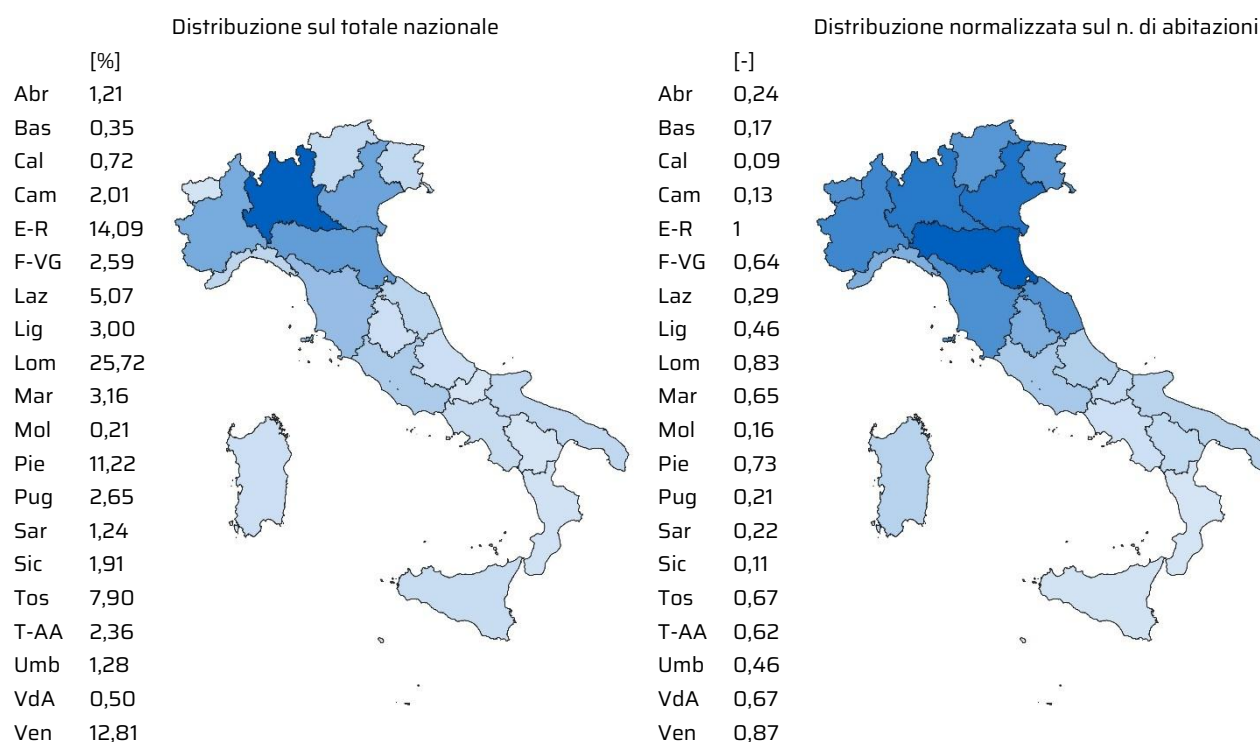 Distribuzione sul totale nazionale
[%]
Abr 1,21
Bas 0,35
Cal 0,72
Cam 2,01
E-R 14,09
F-VG 2,59
Laz 5,07
Lig 3,00
Lom 25,72
Mar 3,16
Mol 0,21
Pie 11,22
Pug 2,65
Sar 1,24
Sic 1,91
Tos 7,90
T-AA 2,36
Umb 1,28
VdA 0,50
Ven 12,81
Distribuzione normalizzata sul n. di abitazioni
[-]
Abr 0,24
Bas 0,17
Cal 0,09
Cam 0,13
E-R 1
F-VG 0,64
Laz 0,29
Lig 0,46
Lom 0,83
Mar 0,65
Mol 0,16
Pie 0,73
Pug 0,21
Sar 0,22
Sic 0,11
Tos 0,67
T-AA 0,62
Umb 0,46
VdA 0,67
Ven 0,87